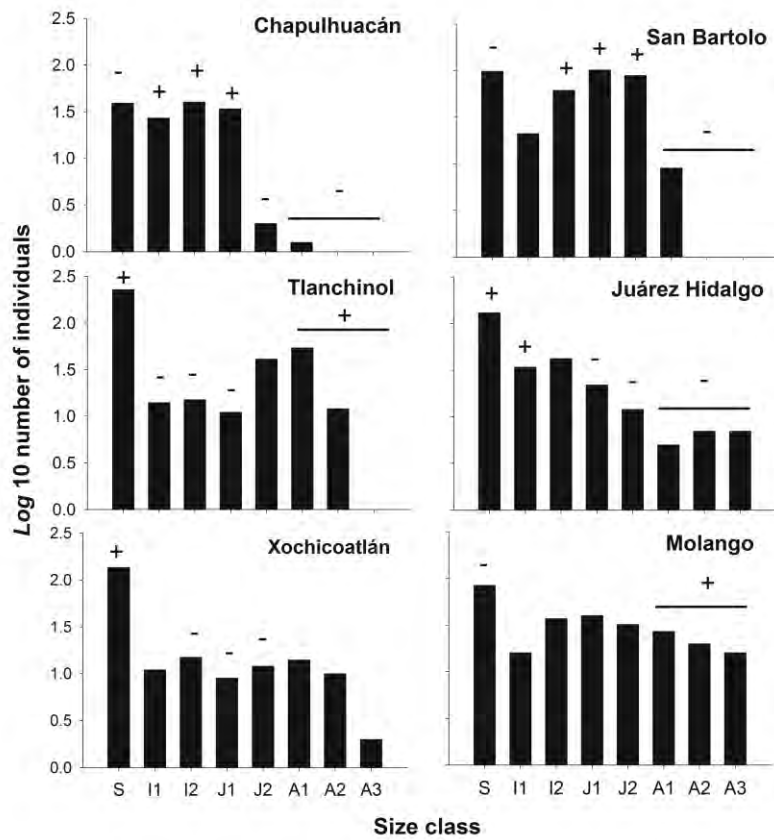 Log 10 number of individuals
Chapulhuacán
2.5
2.0
1.5
1.0
0.5
0.0
- + + + - -
San Bartolo
- + + + -
Tlanchinol
2.5
2.0
1.5
1.0
0.5
0.0
+ - - - +
Juárez Hidalgo
+ + - - -
Xochicoatlán
2.5
2.0
1.5
1.0
0.5
0.0
+ - - -
S I1 I2 J1 J2 A1 A2 A3
Molango
- +
S I1 I2 J1 J2 A1 A2 A3
Size class